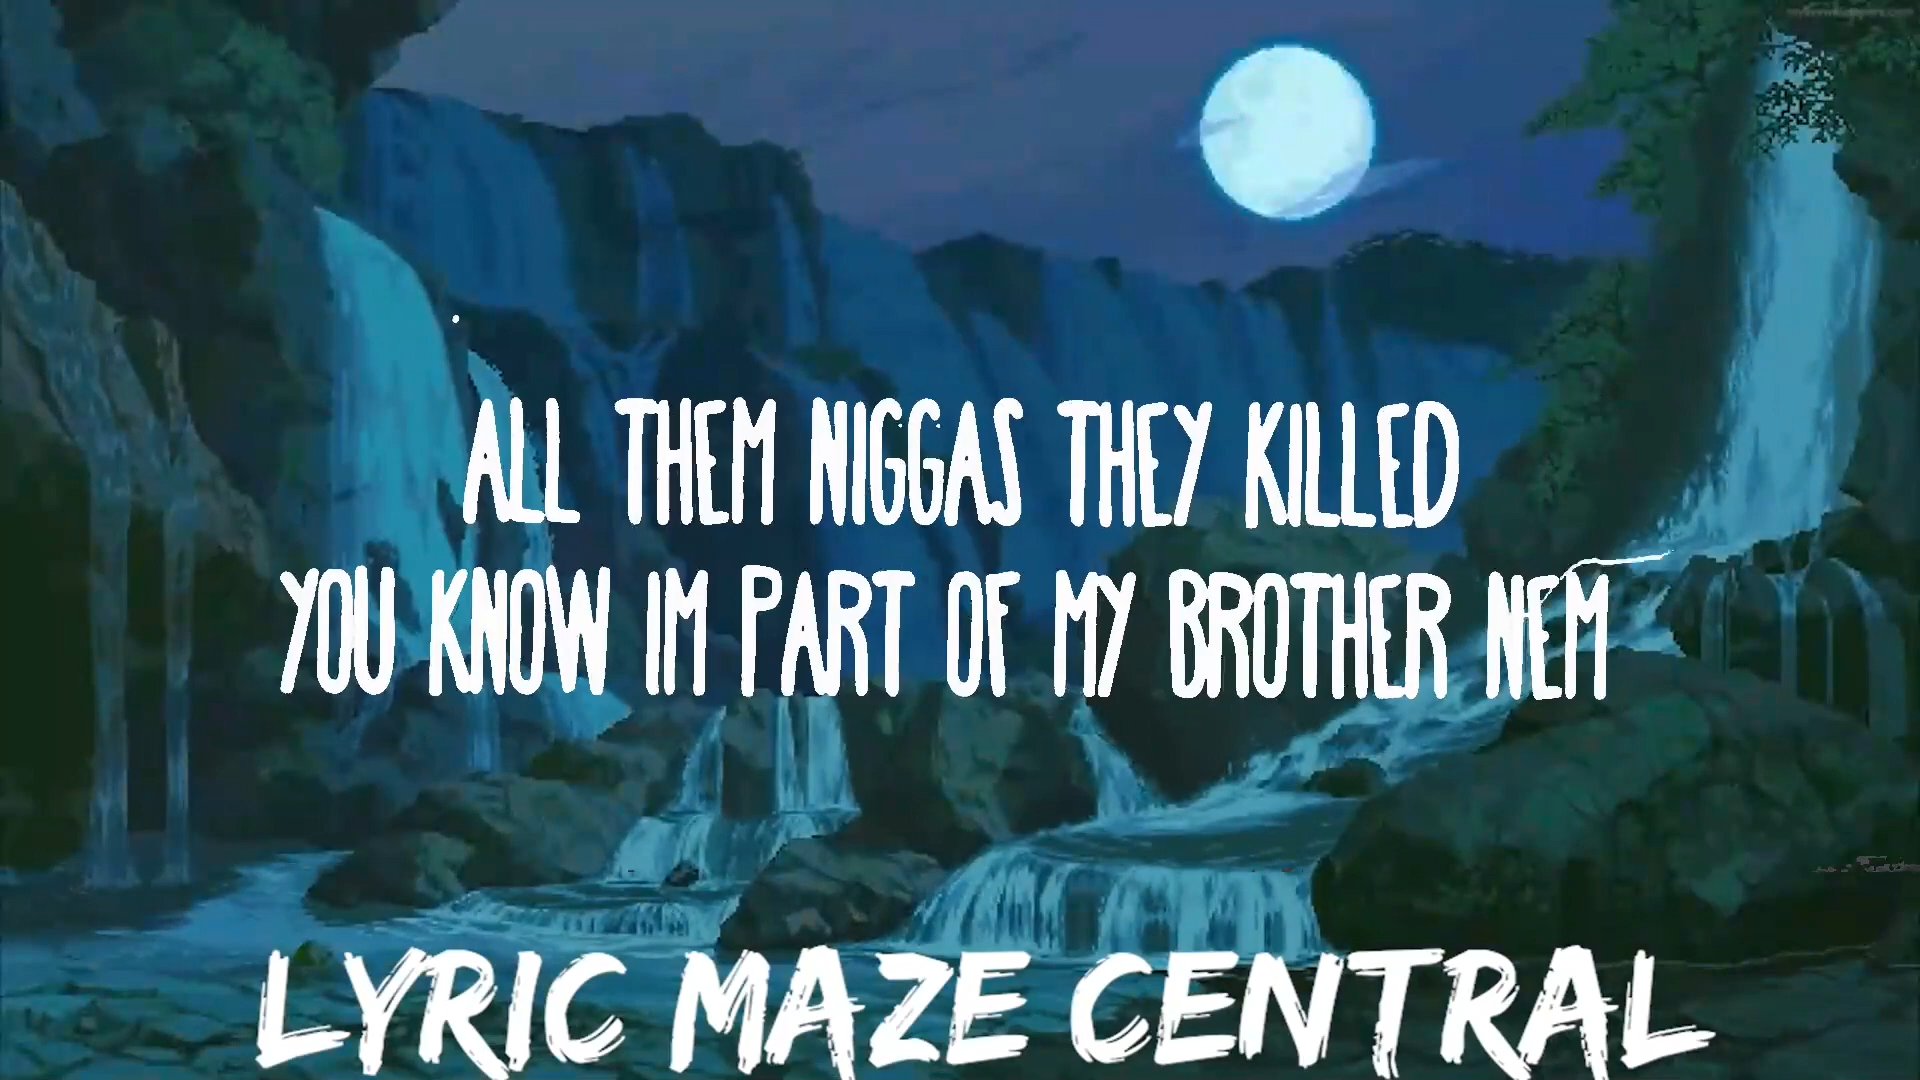 ALL THEM NIGGAS THEY KILLED
YOU KNOW IM PART OF MY BROTHER NEM
LYRIC MAZE CENTRAL